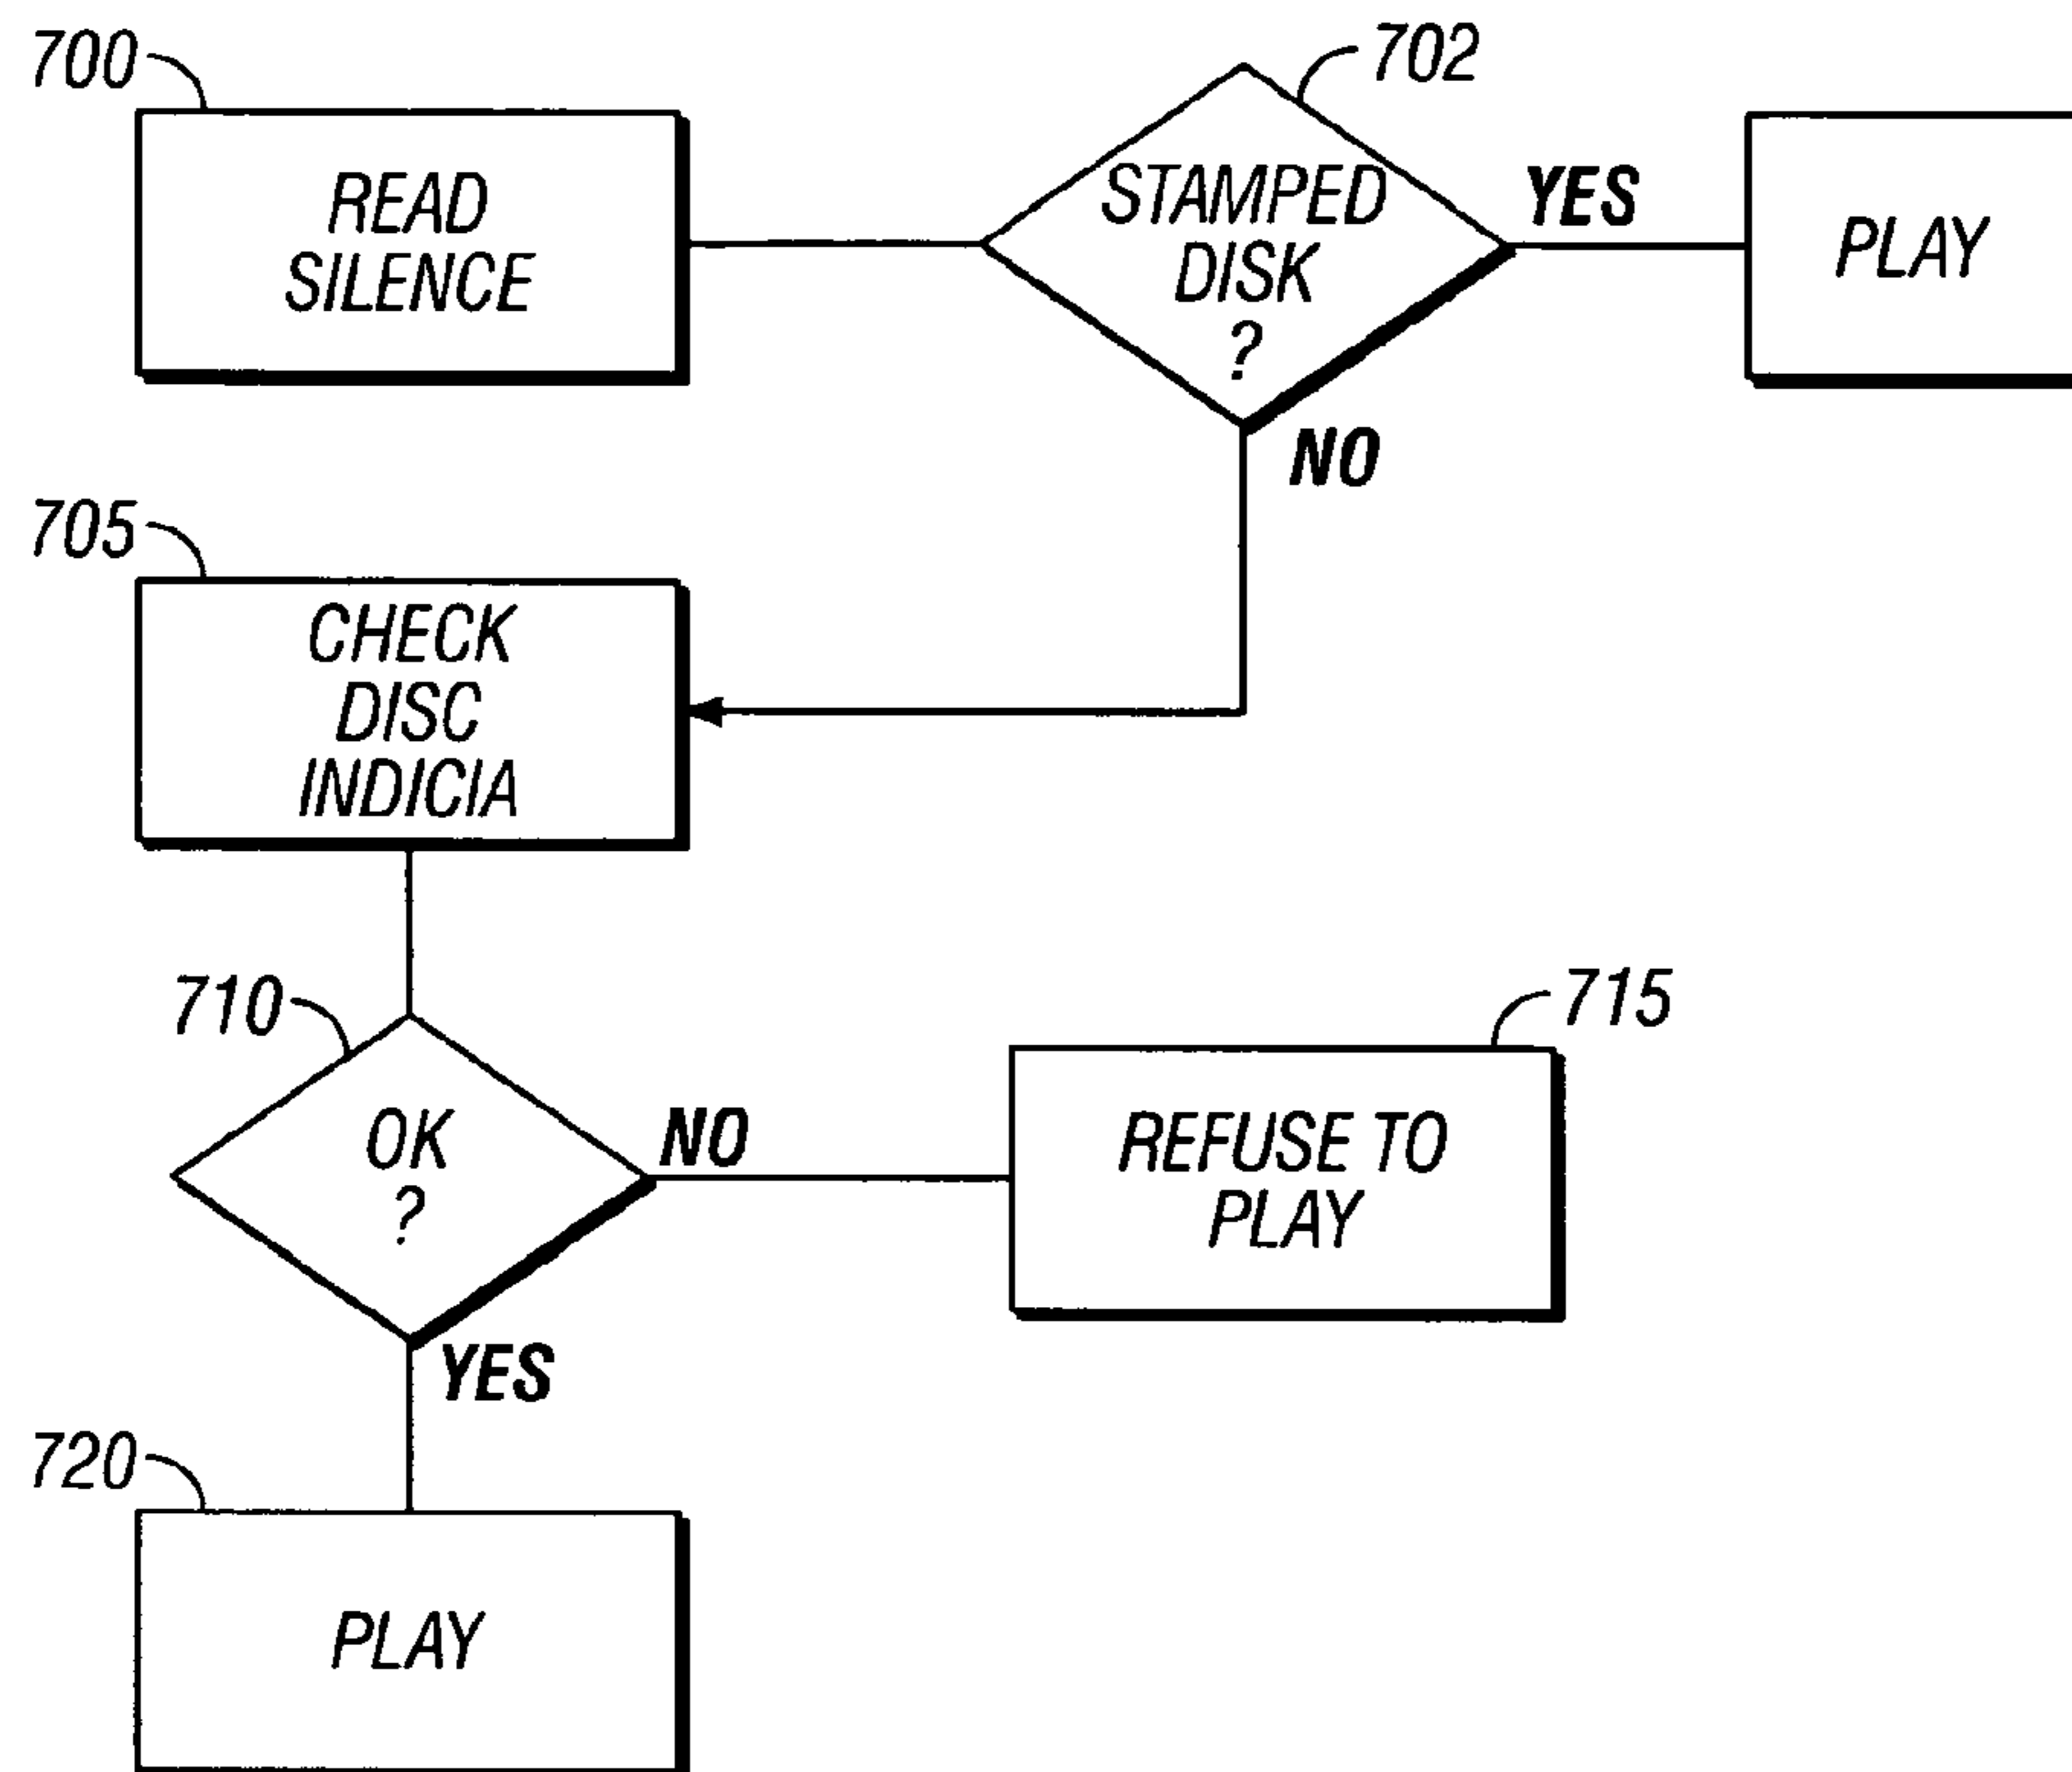 700
READ
SILENCE
702
STAMPED
DISK
?
YES
PLAY
NO
705
CHECK
DISC
INDICIA
710
OK
?
NO
715
REFUSE TO
PLAY
YES
720
PLAY